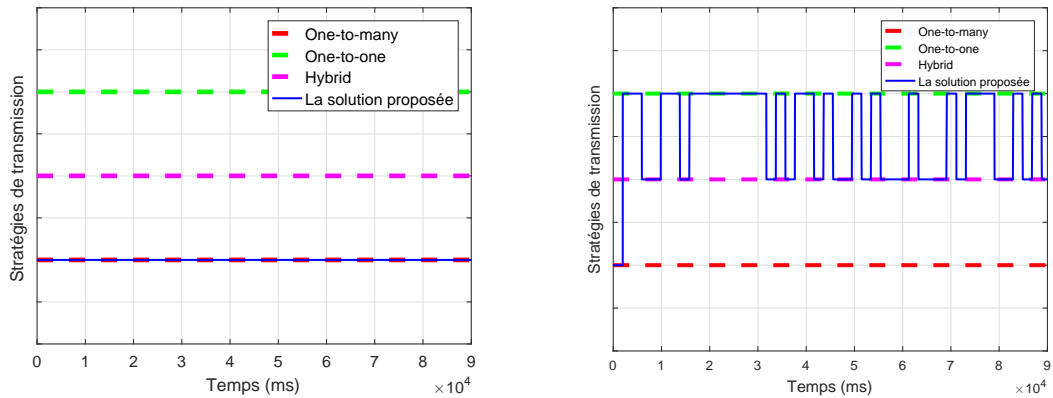 One-to-many
One-to-one
Hybrid
La solution proposée
Stratégies de transmission
0 1 2 3 4 5 6 7 8 9
Temps (ms)
×10^4
One-to-many
One-to-one
Hybrid
La solution proposée
Stratégies de transmission
0 1 2 3 4 5 6 7 8 9
Temps (ms)
×10^4